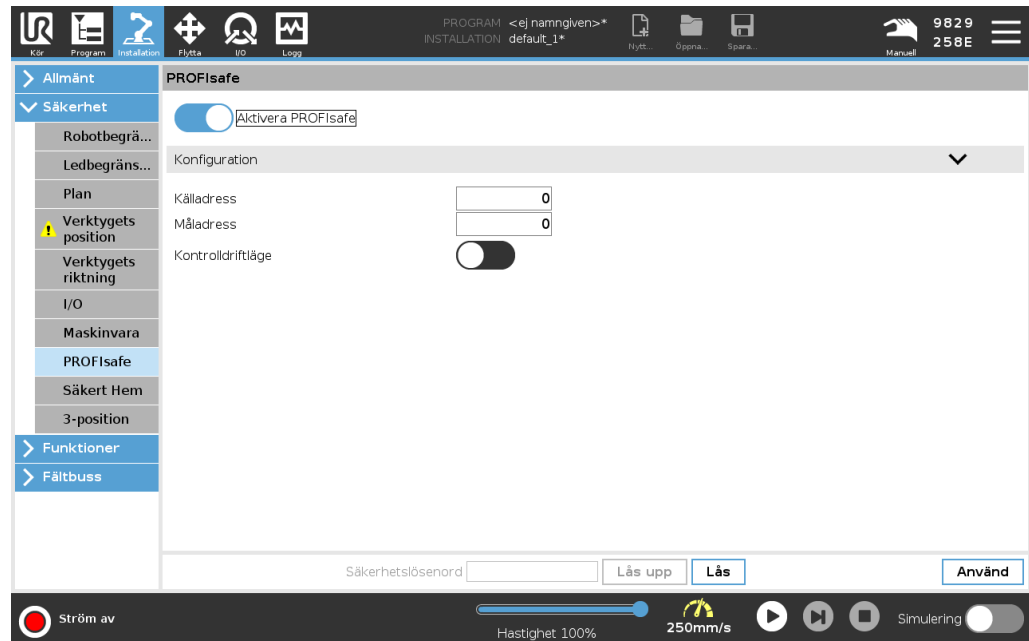 UR
PROGRAM <ej namngiven>*
INSTALLATION default_1*
Kör Program Installation Flytta I/O Logg
Nytt... Öppna... Spara...
Manuell
9829
258E
Allmänt
Säkerhet
Robotbegrä...
Ledbegräns...
Plan
Verktygets
position
Verktygets
riktning
I/O
Maskinvara
PROFIsafe
Säkert Hem
3-position
Funktioner
Fältbuss
PROFIsafe
Aktivera PROFIsafe
Konfiguration
Källadress 0
Måladress 0
Kontrolldriftläge
Säkerhetslösenord Lås upp Lås Använd
Ström av
Hastighet 100%
250mm/s
Simulering